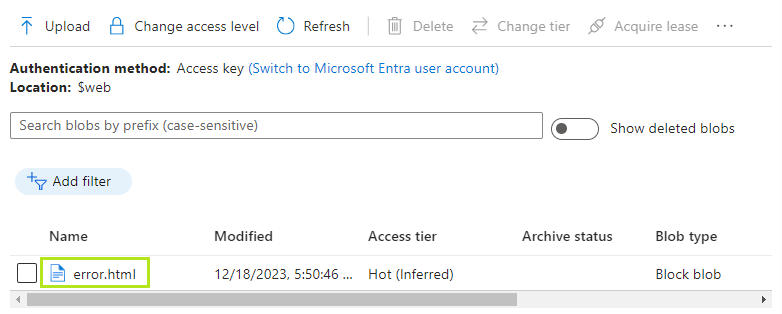 Upload Change access level Refresh Delete Change tier Acquire lease ...
Authentication method: Access key (Switch to Microsoft Entra user account)
Location: $web
Search blobs by prefix (case-sensitive)
Show deleted blobs
Add filter
Name Modified Access tier Archive status Blob type
error.html 12/18/2023, 5:50:46 ... Hot (Inferred) Block blob